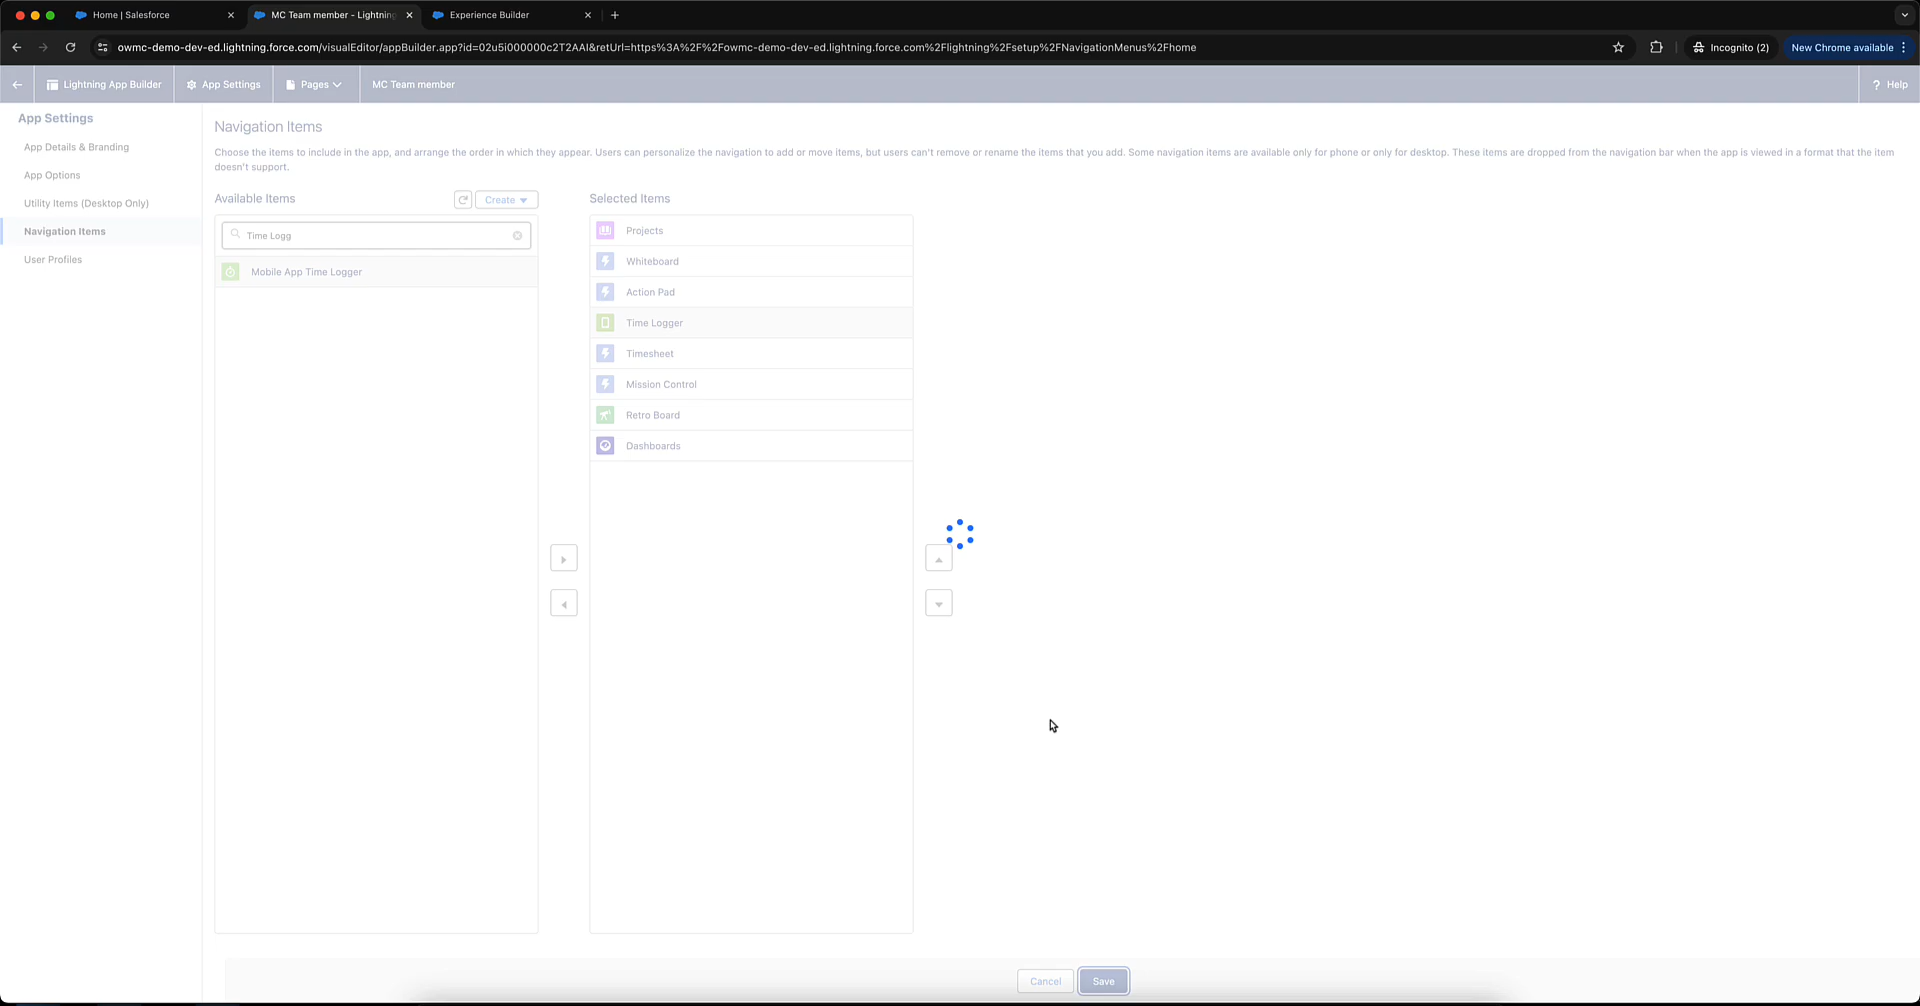 Home | Salesforce
MC Team member - Lightning
Experience Builder
owmc-demo-dev-ed.lightning.force.com/visualEditor/appBuilder.app?id=02u5i000000c2T2AAI&retUrl=https%3A%2F%2Fowmc-demo-dev-ed.lightning.force.com%2Flightning%2Fsetup%2FNavigationMenus%2Fhome
Incognito (2)
New Chrome available
Lightning App Builder
App Settings
Pages
MC Team member
? Help
App Settings
App Details & Branding
App Options
Utility Items (Desktop Only)
Navigation Items
User Profiles
Navigation Items
Choose the items to include in the app, and arrange the order in which they appear. Users can personalize the navigation to add or move items, but users can't remove or rename the items that you add. Some navigation items are available only for phone or only for desktop. These items are dropped from the navigation bar when the app is viewed in a format that the item
doesn't support.
Available Items
Create
Time Logg
Mobile App Time Logger
Selected Items
Projects
Whiteboard
Action Pad
Time Logger
Timesheet
Mission Control
Retro Board
Dashboards
Cancel
Save